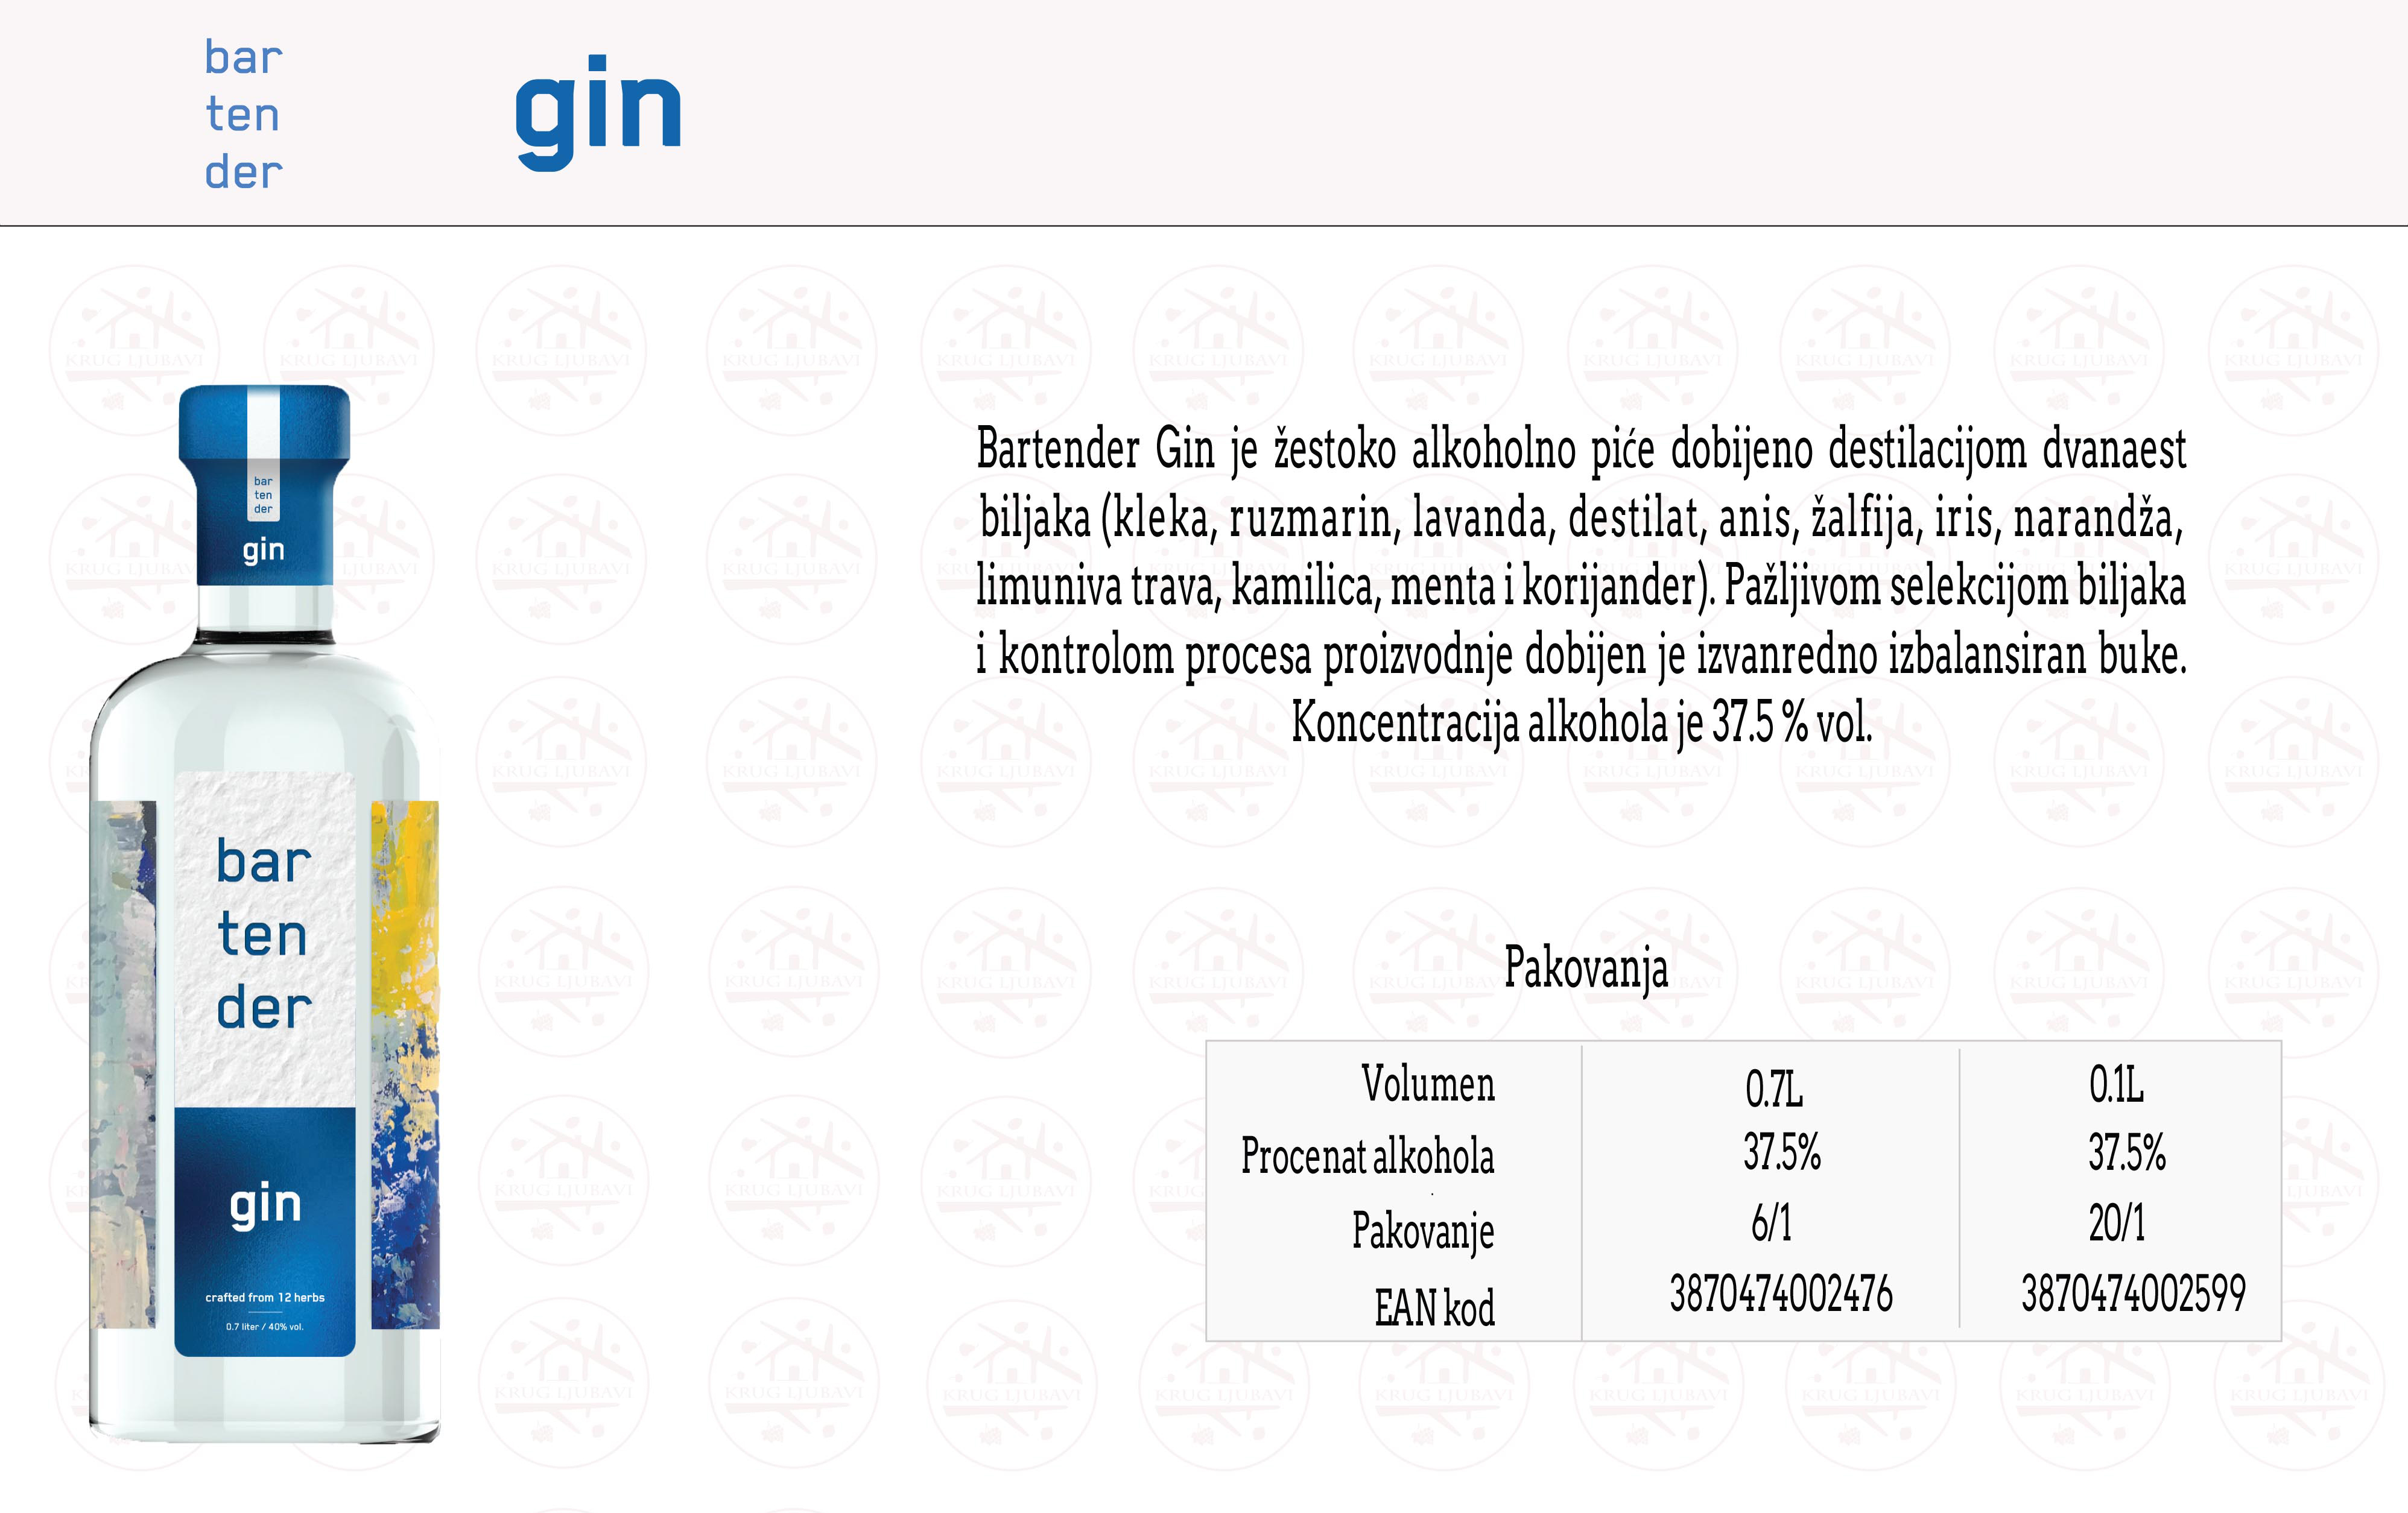 bar
ten
der
gin
bar
ten
der
gin
bar
ten
der
gin
crafted from 12 herbs
0.7 liter / 40% vol.
Bartender Gin je žestoko alkoholno piće dobijeno destilacijom dvanaest
biljaka (kleka, ruzmarin, lavanda, destilat, anis, žalfija, iris, narandža,
limuniva trava, kamilica, menta i korijander). Pažljivom selekcijom biljaka
i kontrolom procesa proizvodnje dobijen je izvanredno izbalansiran buke.
Koncentracija alkohola je 37.5 % vol.
Pakovanja
Volumen 0.7L 0.1L
Procenat alkohola 37.5% 37.5%
Pakovanje 6/1 20/1
EAN kod 3870474002476 3870474002599
KRUG LJUBAVI